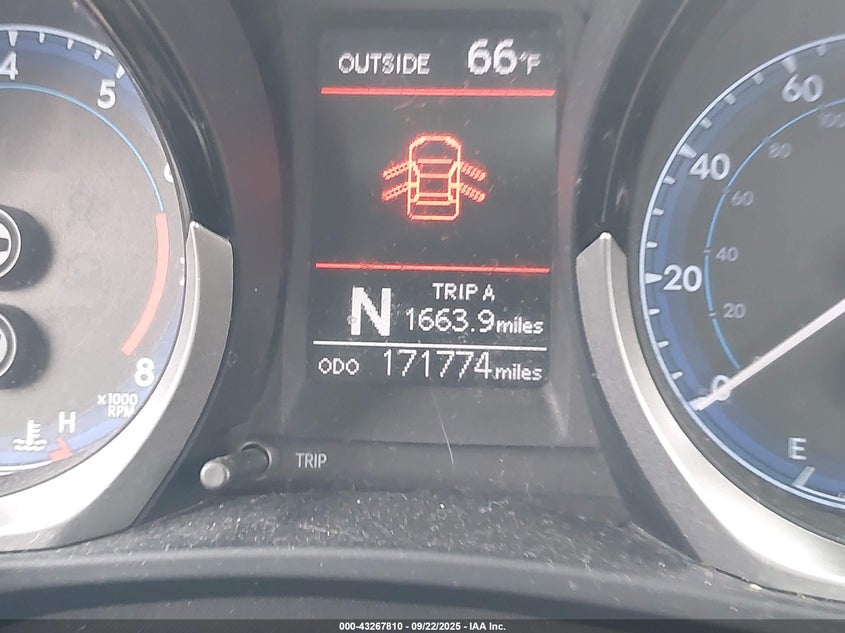 OUTSIDE 66°F
4
5
6
8
x1000
RPM
H
TRIP A
N 1663.9 miles
ODO 171774 miles
TRIP
60
40
20
0
100
80
60
40
20
E
000-43267810 - 09/22/2025 - IAA Inc.